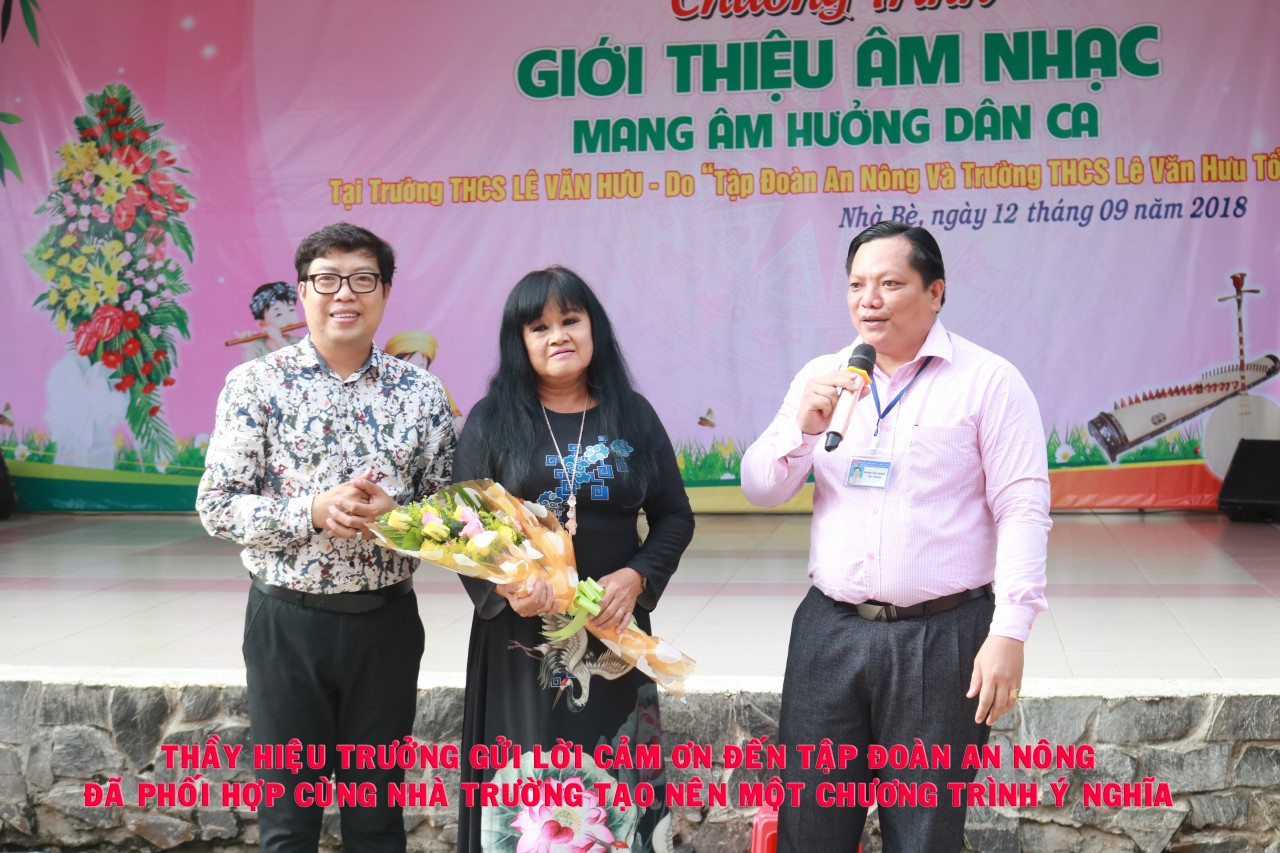 Chương Trình
GIỚI THIỆU ÂM NHẠC
MANG ÂM HƯỞNG DÂN CA
Tại Trường THCS LÊ VĂN HƯU - Do "Tập Đoàn An Nông Và Trường THCS Lê Văn Hưu Tổ
Nhà Bè, ngày 12 tháng 09 năm 2018
THẦY HIỆU TRƯỞNG GỬI LỜI CẢM ƠN ĐẾN TẬP ĐOÀN AN NÔNG
ĐÃ PHỐI HỢP CÙNG NHÀ TRƯỜNG TẠO NÊN MỘT CHƯƠNG TRÌNH Ý NGHĨA